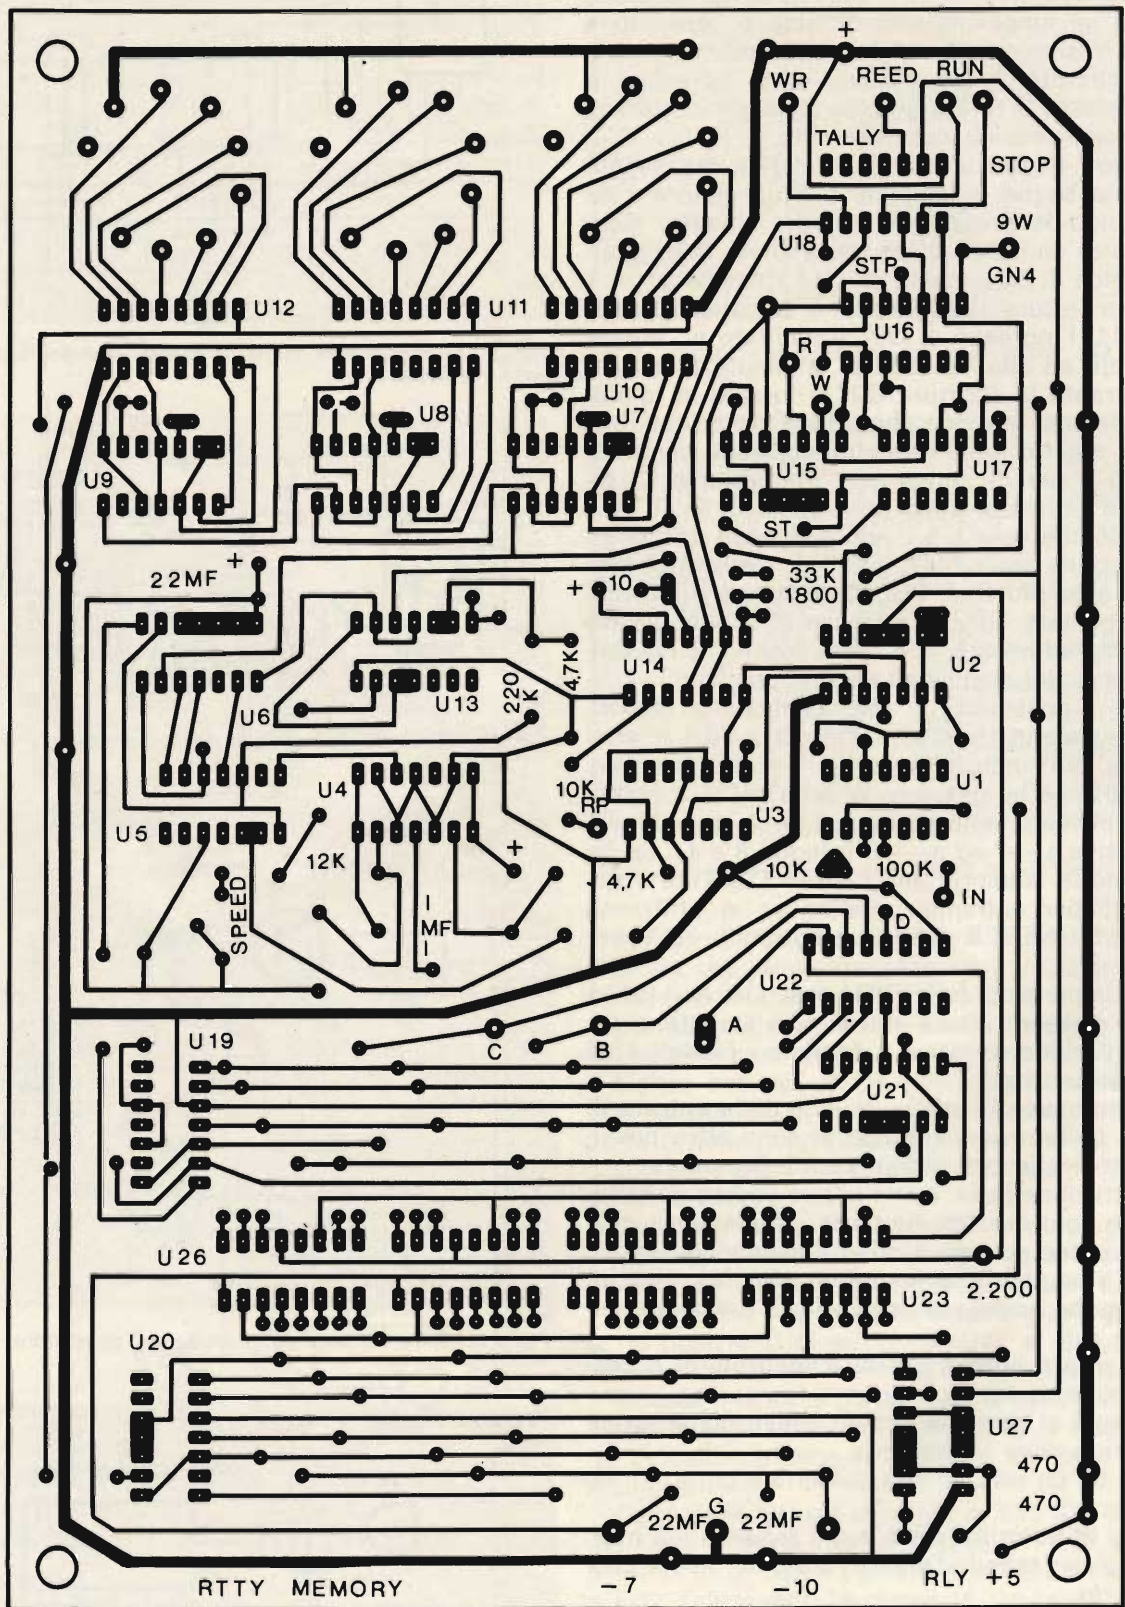 +
WR REED RUN
TALLY
STOP
U18 9W
STP GN4
U12 U11
U16
R
U10
W
U8 U7
U9 U15 U17
ST
22MF +
+ 10 33K
1800
U14 U2
4,7K
220
K
U6 U13
U4 10K U1
RP
U5 U3
12K +
4,7K 10K 100K
IN
SPEED
I
MF D
I
U22
A
U19 C B
U21
U26
U23 2.200
U20
U27
470
G 470
22MF 22MF
RTTY MEMORY -7 -10 RLY +5